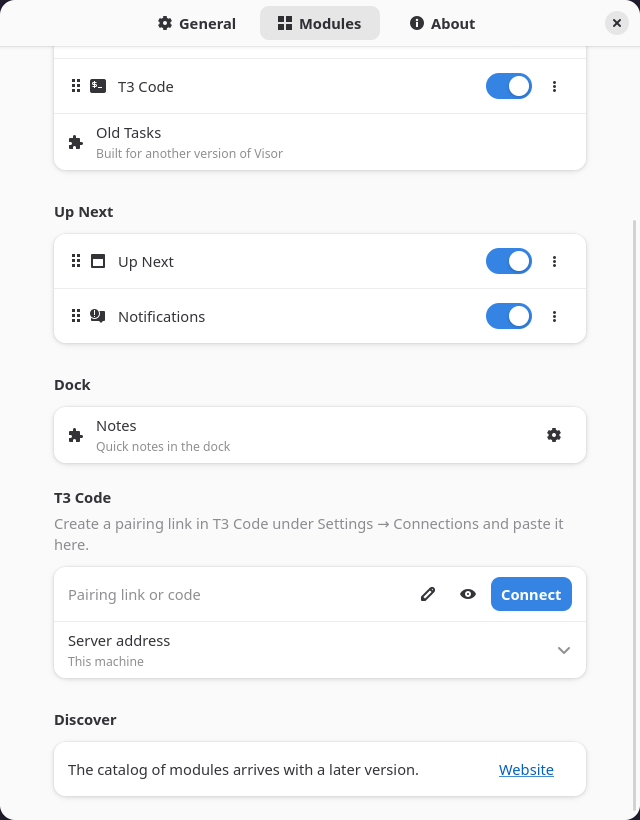 General
Modules
About
T3 Code
Old Tasks
Built for another version of Visor
Up Next
Up Next
Notifications
Dock
Notes
Quick notes in the dock
T3 Code
Create a pairing link in T3 Code under Settings → Connections and paste it
here.
Pairing link or code
Connect
Server address
This machine
Discover
The catalog of modules arrives with a later version.
Website